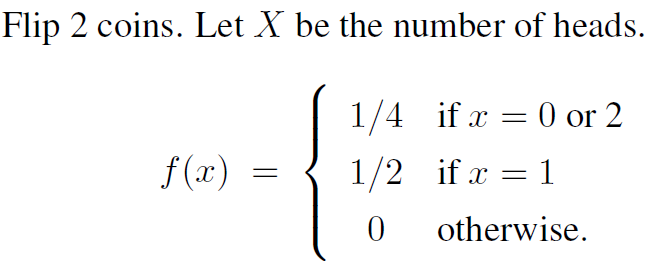 Flip 2 coins. Let X be the number of heads.
1/4 if x = 0 or 2
f(x) = { 1/2 if x = 1
0 otherwise.